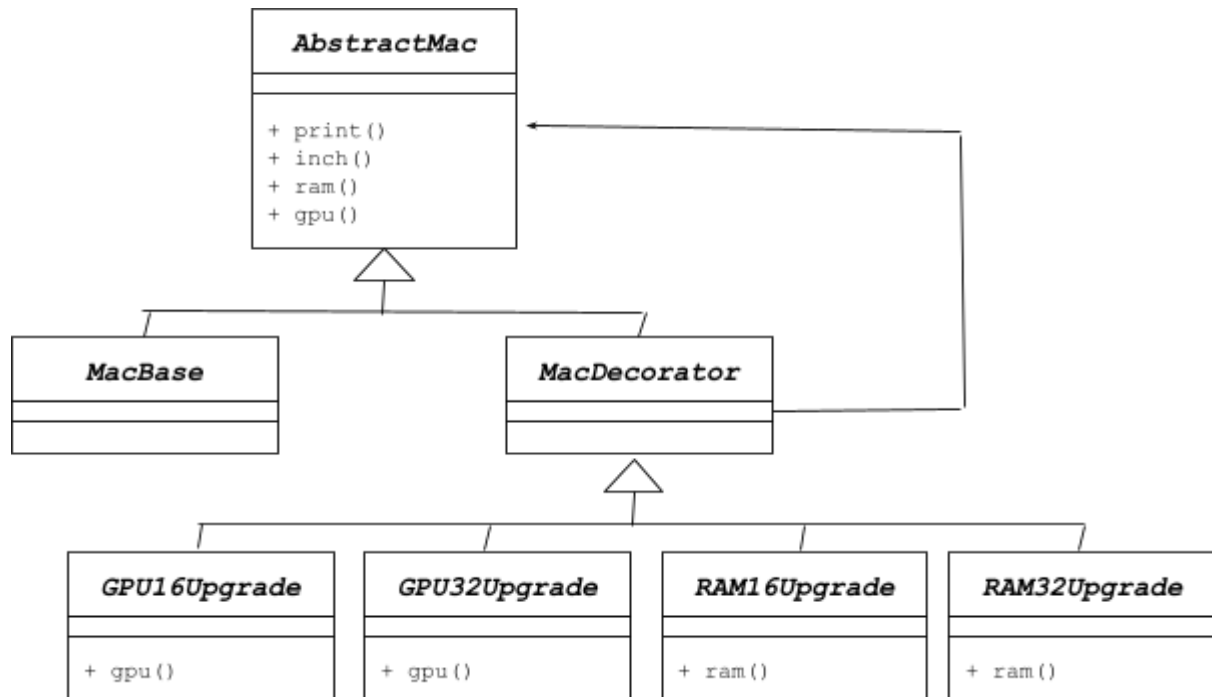 AbstractMac
+ print()
+ inch()
+ ram()
+ gpu()
MacBase
MacDecorator
GPU16Upgrade
GPU32Upgrade
RAM16Upgrade
RAM32Upgrade
+ gpu()
+ gpu()
+ ram()
+ ram()